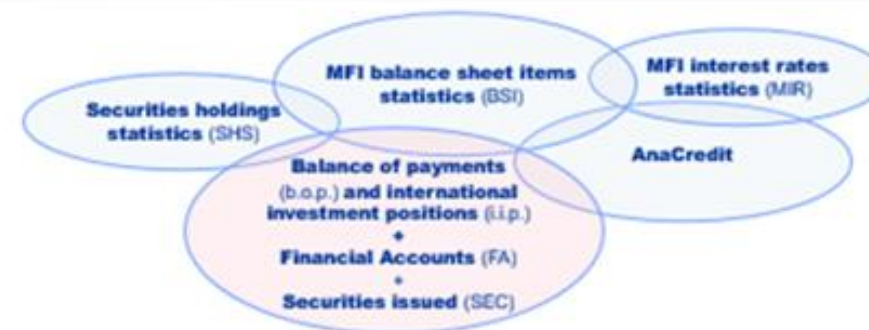 MFI balance sheet items
statistics (BSI)
MFI interest rates
statistics (MIR)
Securities holdings
statistics (SHS)
AnaCredit
Balance of payments
(b.o.p.) and international
investment positions (i.i.p.)
+
Financial Accounts (FA)
+
Securities issued (SEC)